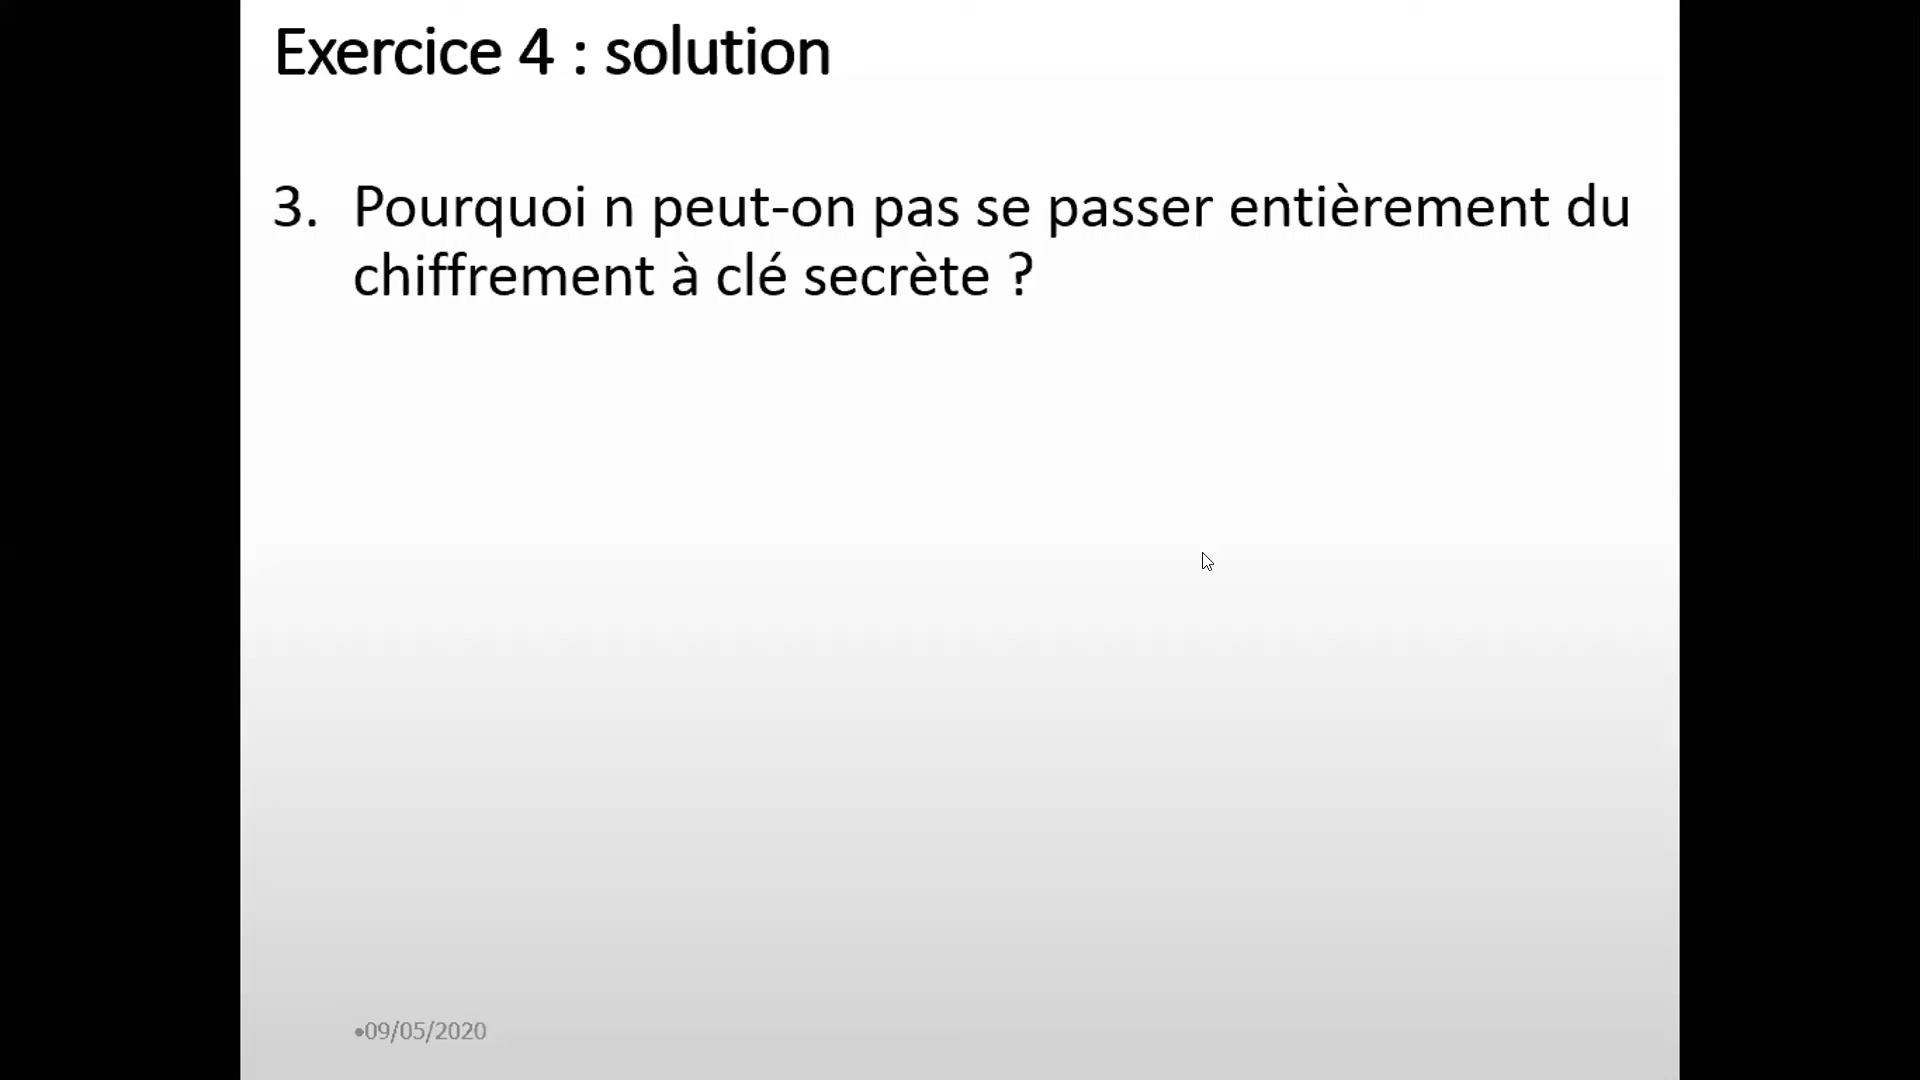 Exercice 4 : solution
3. Pourquoi n peut-on pas se passer entièrement du
chiffrement à clé secrète ?
•09/05/2020